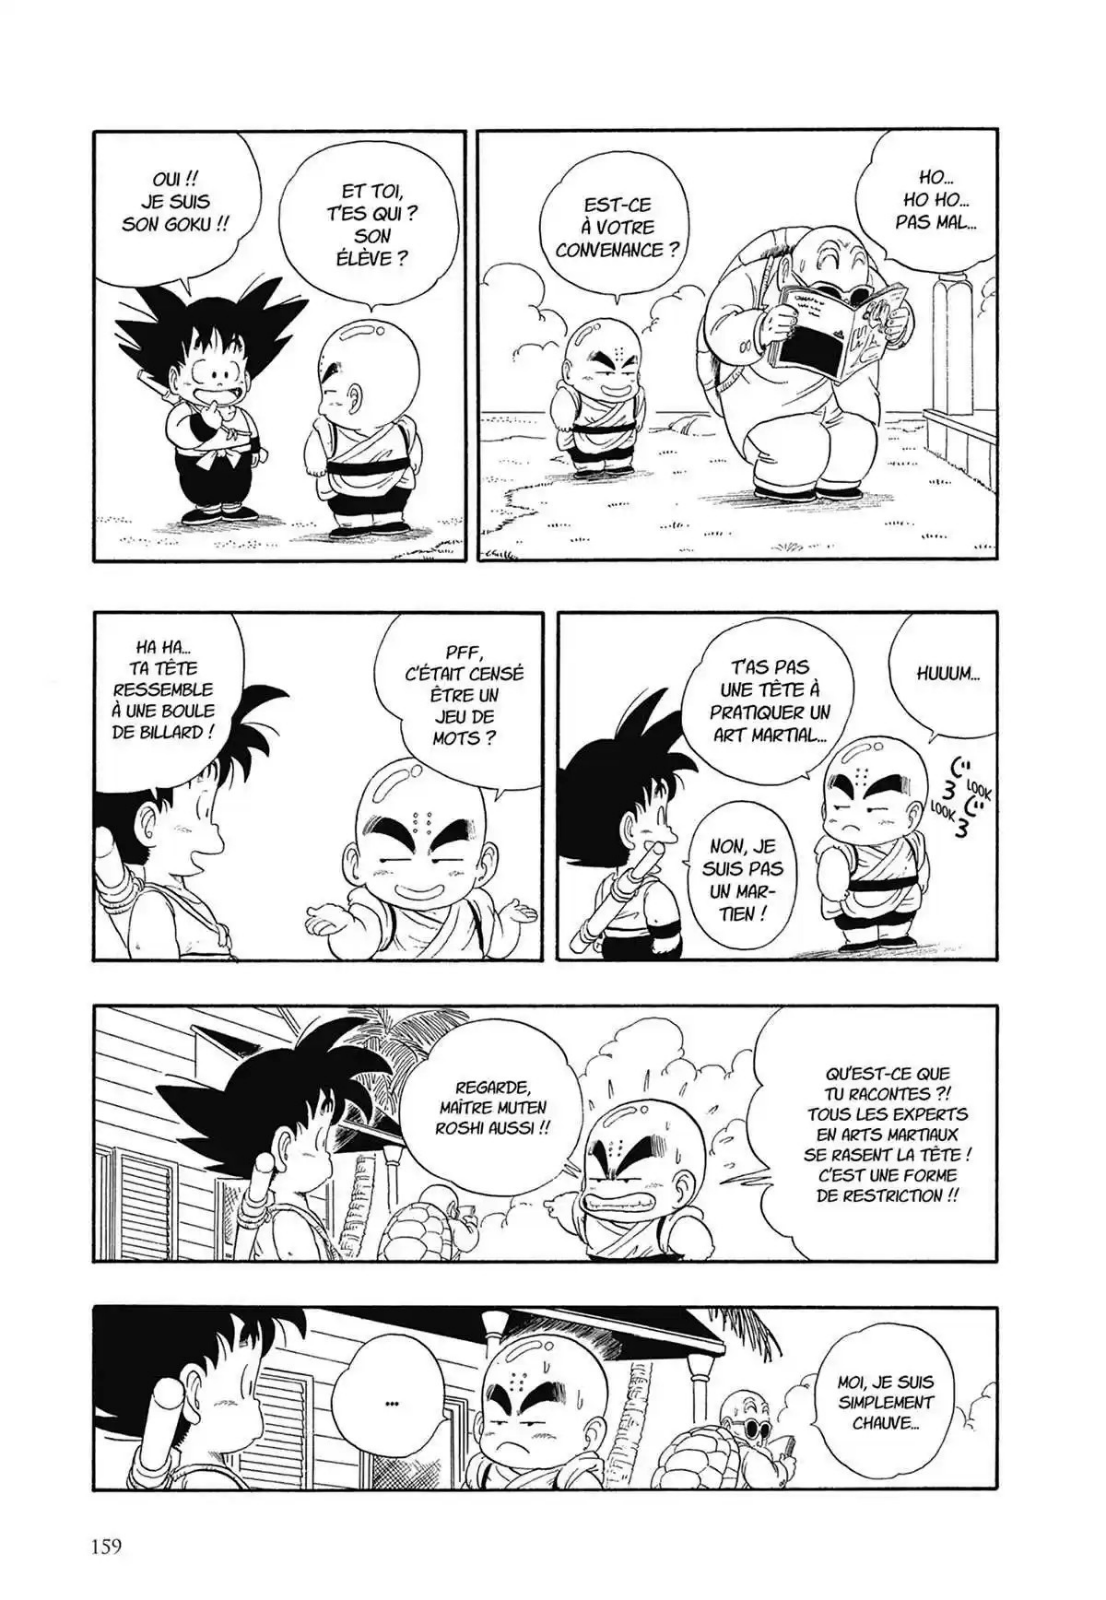 HO...
HO HO...
PAS MAL...
EST-CE
À VOTRE
CONVENANCE ?
ET TOI,
T'ES QUI ?
SON
ÉLÈVE ?
OUI !!
JE SUIS
SON GOKU !!
HUUUM...
じろ
じろ
LOOK
LOOK
T'AS PAS
UNE TÊTE À
PRATIQUER UN
ART MARTIAL...
NON, JE
SUIS PAS
UN MAR-
TIEN !
PFF,
C'ÉTAIT CENSÉ
ÊTRE UN
JEU DE
MOTS ?
HA HA...
TA TÊTE
RESSEMBLE
À UNE BOULE
DE BILLARD !
QU'EST-CE QUE
TU RACONTES ?!
TOUS LES EXPERTS
EN ARTS MARTIAUX
SE RASENT LA TÊTE !
C'EST UNE FORME
DE RESTRICTION !!
REGARDE,
MAÎTRE MUTEN
ROSHI AUSSI !!
MOI, JE SUIS
SIMPLEMENT
CHAUVE...
...
159